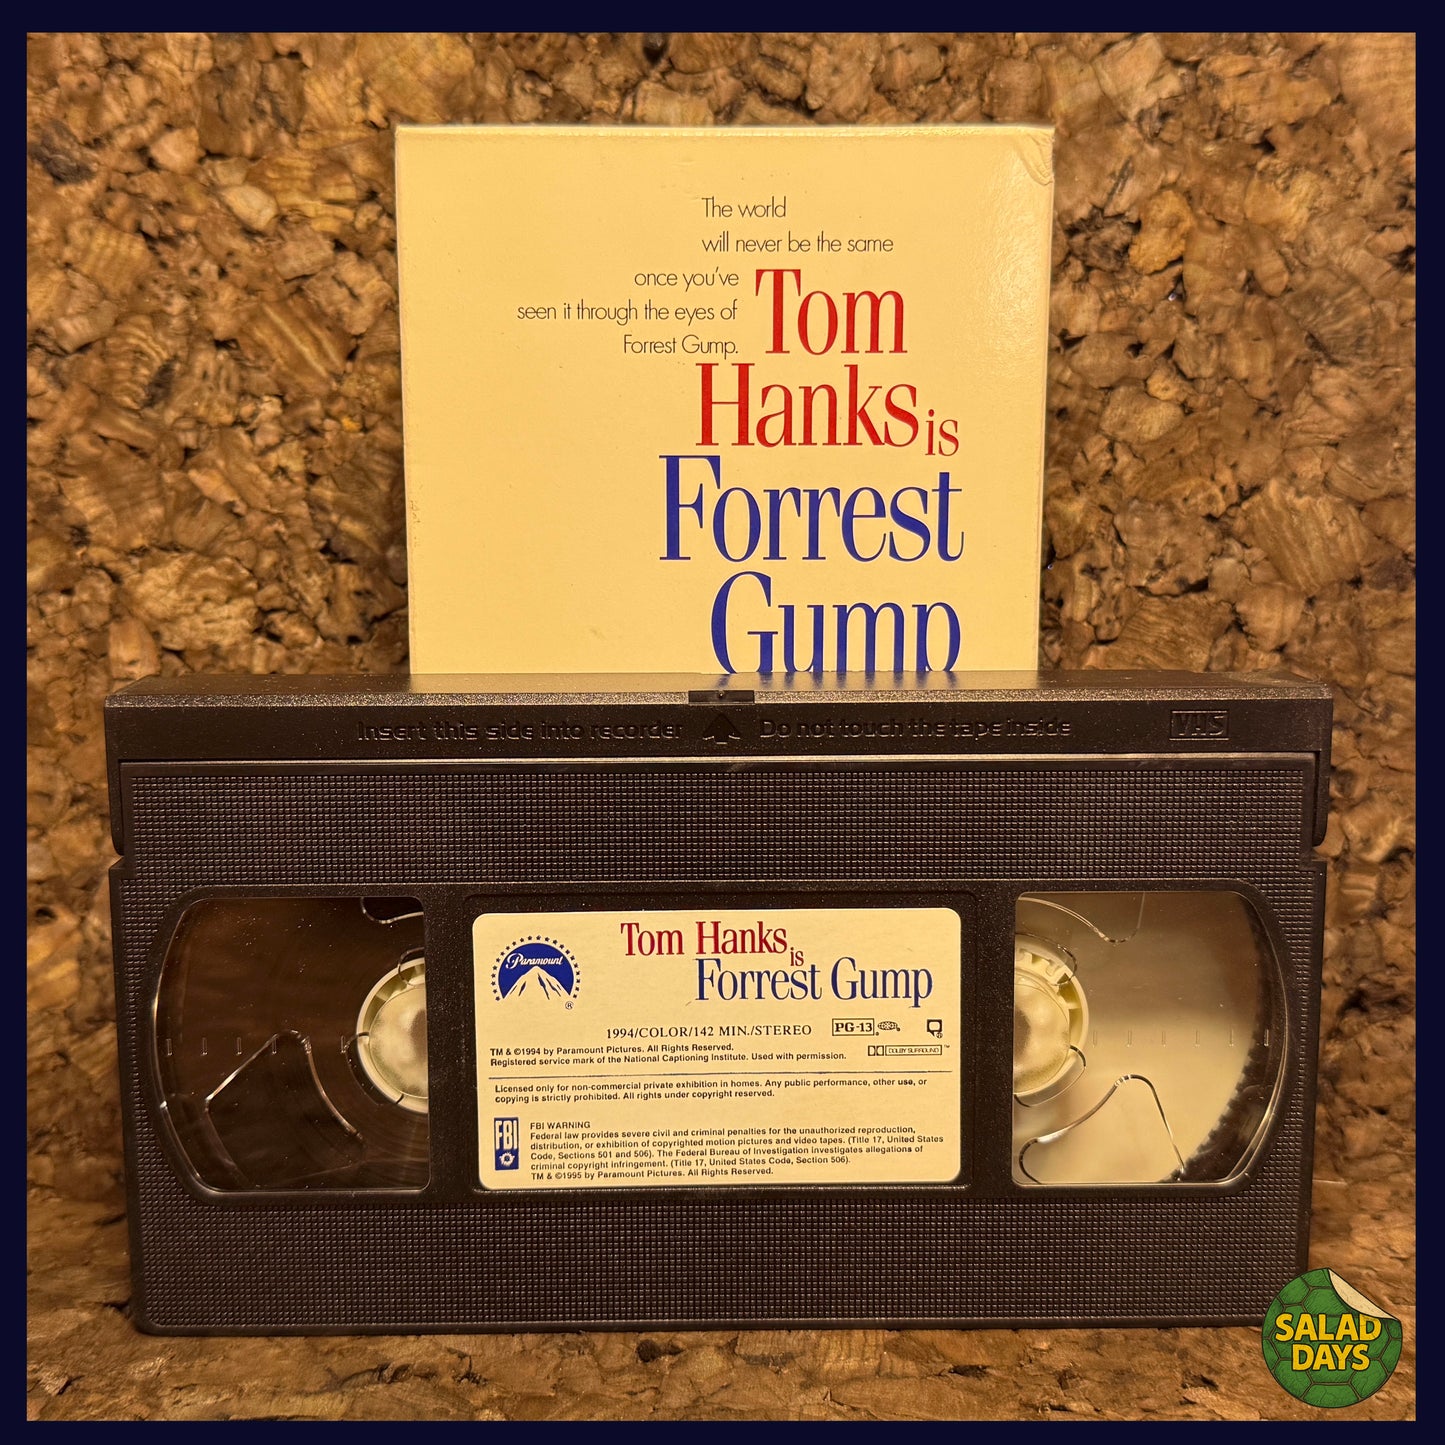 The world
will never be the same
once you've
seen it through the eyes of
Forrest Gump.
Tom
Hanks is
Forrest
Gump
Insert this side into recorder Do not touch the tape inside VHS
Paramount
®
Tom Hanks
is
Forrest Gump
1994/COLOR/142 MIN./STEREO PG-13
TM & ©1994 by Paramount Pictures. All Rights Reserved.
Registered service mark of the National Captioning Institute. Used with permission.
DOLBY SURROUND ™
Licensed only for non-commercial private exhibition in homes. Any public performance, other use, or
copying is strictly prohibited. All rights under copyright reserved.
FBI
FBI WARNING
Federal law provides severe civil and criminal penalties for the unauthorized reproduction,
distribution, or exhibition of copyrighted motion pictures and video tapes. (Title 17, United States
Code, Sections 501 and 506). The Federal Bureau of Investigation investigates allegations of
criminal copyright infringement. (Title 17, United States Code, Section 506).
TM & ©1995 by Paramount Pictures. All Rights Reserved.
SALAD
DAYS